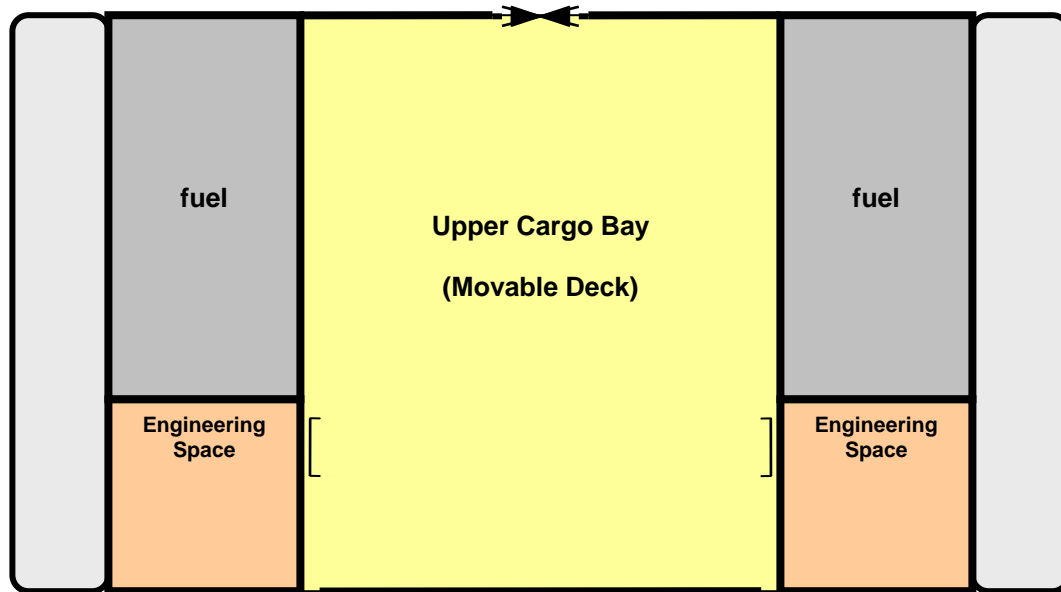 fuel
fuel
Upper Cargo Bay
(Movable Deck)
Engineering
Space
Engineering
Space